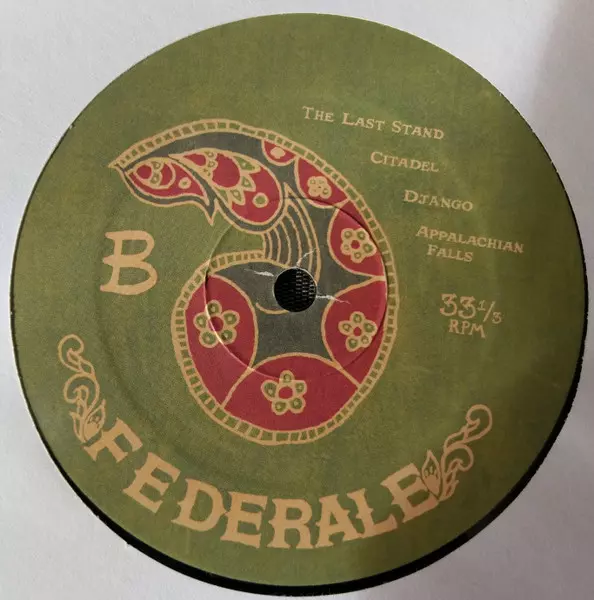 The Last Stand
Citadel
Django
Appalachian
Falls
B
33 1/3
RPM
FEDERALE